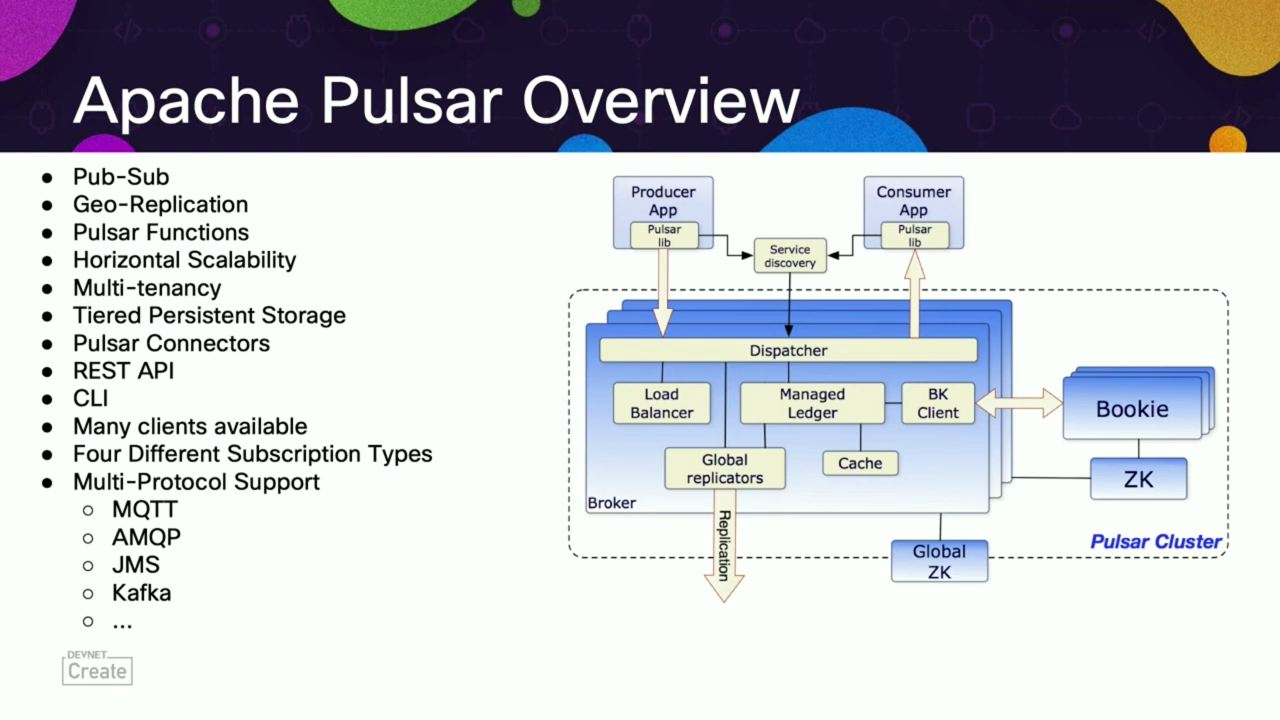 Apache Pulsar Overview
● Pub-Sub
● Geo-Replication
● Pulsar Functions
● Horizontal Scalability
● Multi-tenancy
● Tiered Persistent Storage
● Pulsar Connectors
● REST API
● CLI
● Many clients available
● Four Different Subscription Types
● Multi-Protocol Support
○ MQTT
○ AMQP
○ JMS
○ Kafka
○ ...
Producer
App
Pulsar
lib
Consumer
App
Pulsar
lib
Service
discovery
Dispatcher
Load
Balancer
Managed
Ledger
BK
Client
Bookie
Global
replicators
Cache
ZK
Broker
Replication
Pulsar Cluster
Global
ZK
DEVNET
Create